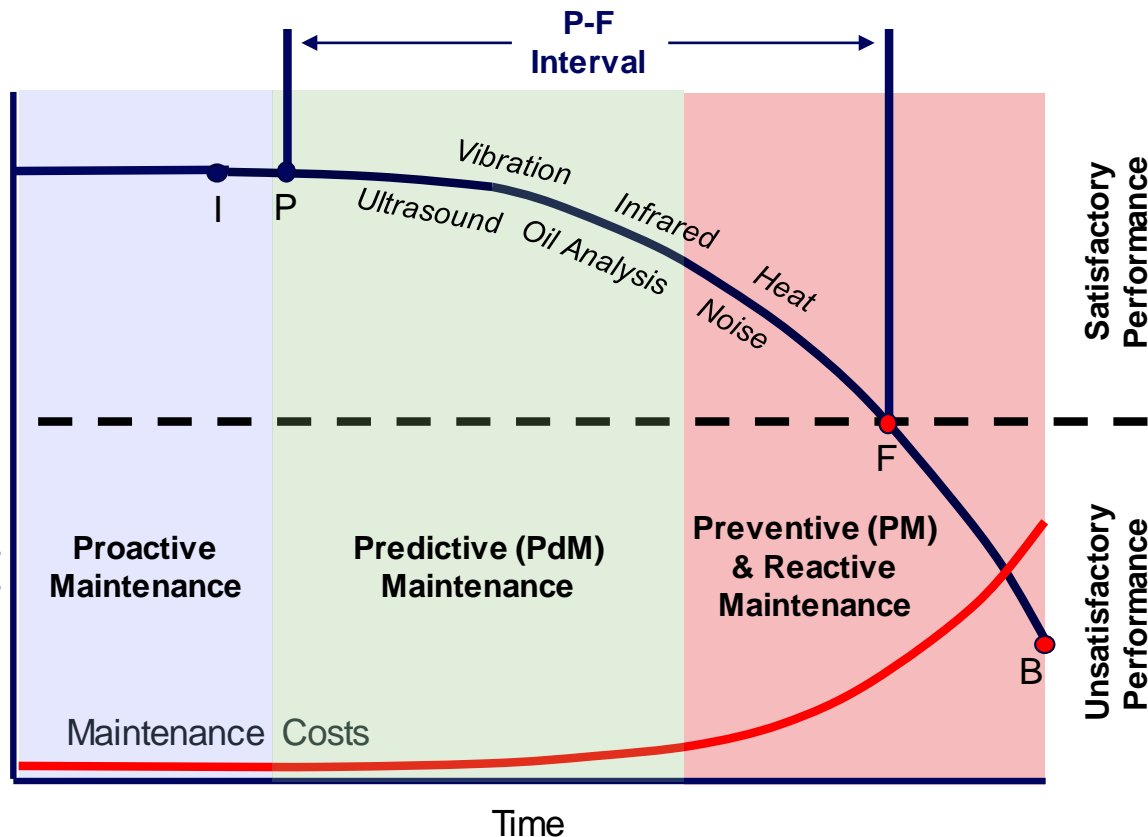 P-F
Interval
I
P
Vibration
Ultrasound
Infrared
Oil Analysis
Heat
Noise
Satisfactory
Performance
F
Proactive
Maintenance
Predictive (PdM)
Maintenance
Preventive (PM)
& Reactive
Maintenance
B
Unsatisfactory
Performance
Maintenance Costs
Time